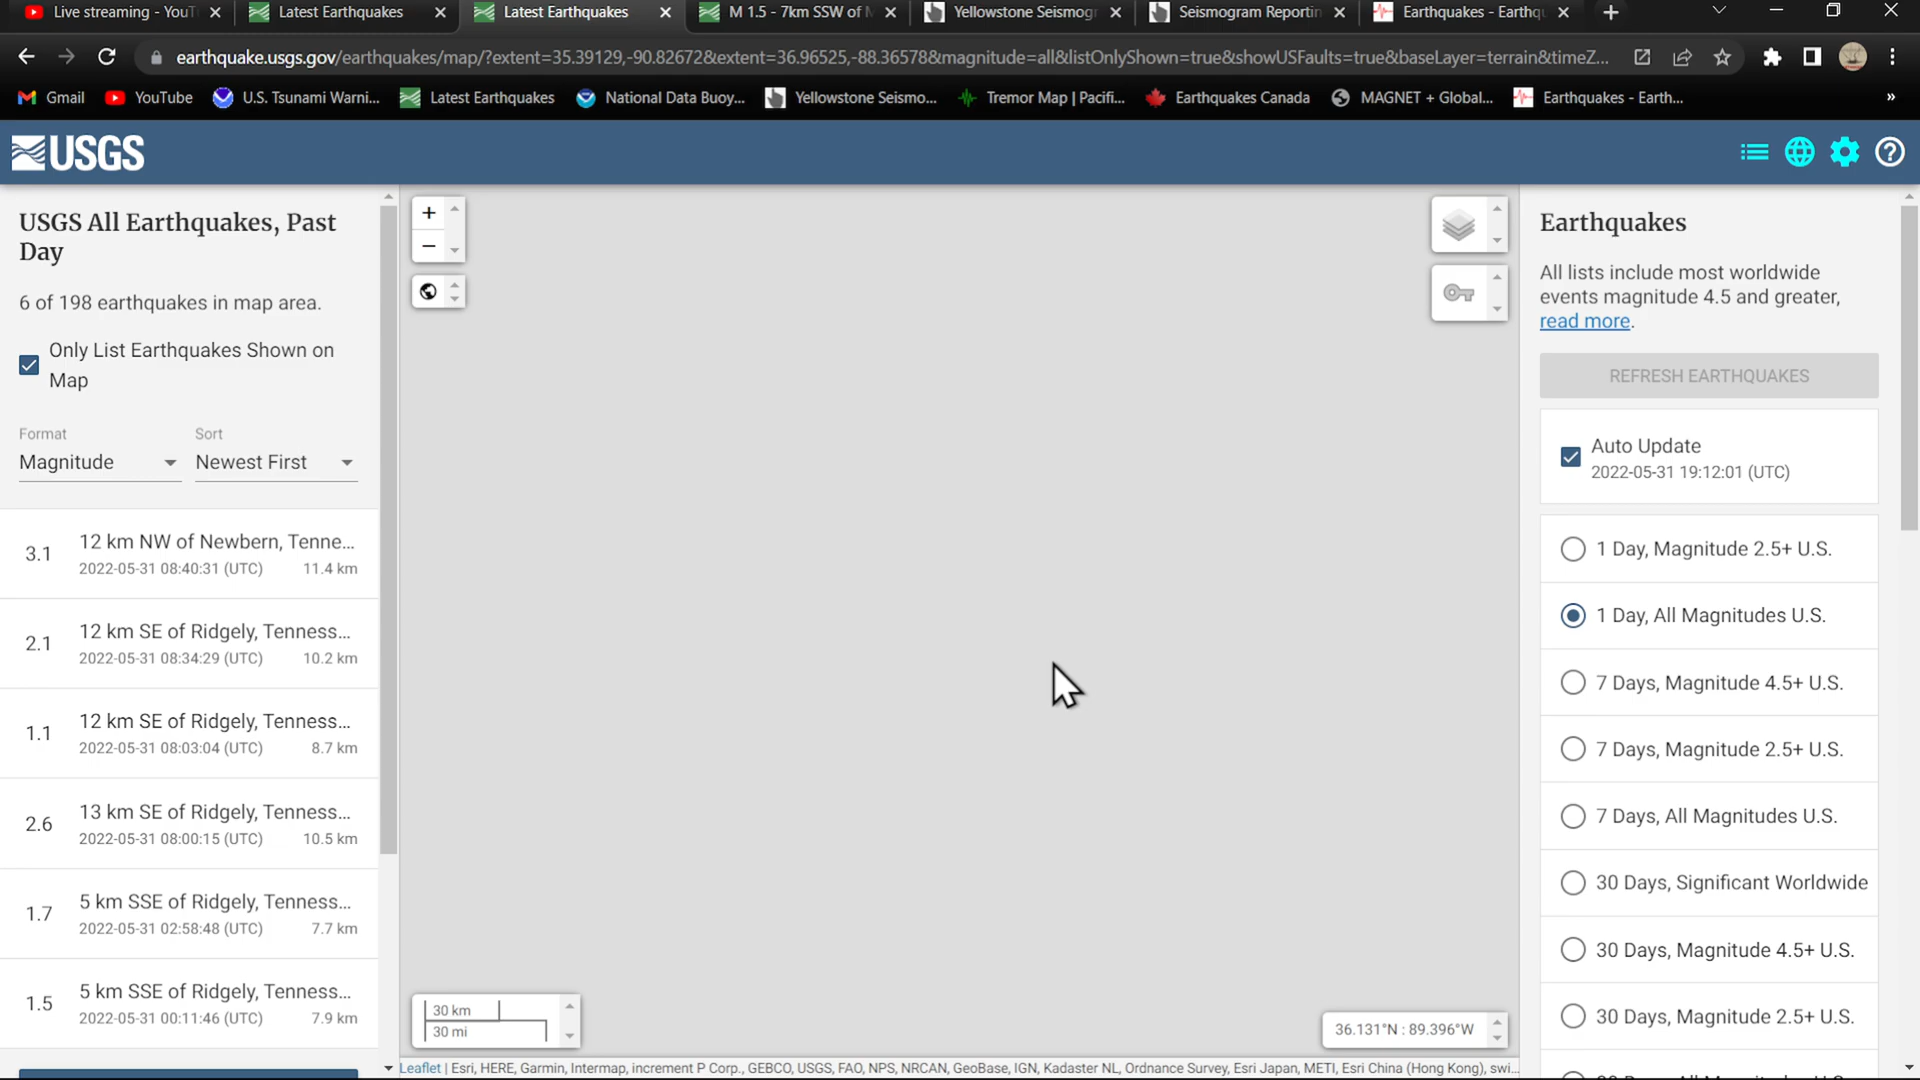 Live streaming - YouT
Latest Earthquakes
Latest Earthquakes
M 1.5 - 7km SSW of
Yellowstone Seismog
Seismogram Reportin
Earthquakes - Earthq
earthquake.usgs.gov/earthquakes/map/?extent=35.39129,-90.82672&extent=36.96525,-88.36578&magnitude=all&listOnlyShown=true&showUSFaults=true&baseLayer=terrain&timeZ...
Gmail
YouTube
U.S. Tsunami Warni...
Latest Earthquakes
National Data Buoy...
Yellowstone Seismo...
Tremor Map | Pacifi...
Earthquakes Canada
MAGNET + Global...
Earthquakes - Earth...
»
USGS
USGS All Earthquakes, Past
Day
6 of 198 earthquakes in map area.
Only List Earthquakes Shown on
Map
Format
Sort
Magnitude
Newest First
3.1
12 km NW of Newbern, Tenne...
2022-05-31 08:40:31 (UTC)
11.4 km
2.1
12 km SE of Ridgely, Tenness...
2022-05-31 08:34:29 (UTC)
10.2 km
1.1
12 km SE of Ridgely, Tenness...
2022-05-31 08:03:04 (UTC)
8.7 km
2.6
13 km SE of Ridgely, Tenness...
2022-05-31 08:00:15 (UTC)
10.5 km
1.7
5 km SSE of Ridgely, Tenness...
2022-05-31 02:58:48 (UTC)
7.7 km
1.5
5 km SSE of Ridgely, Tenness...
2022-05-31 00:11:46 (UTC)
7.9 km
+
−
30 km
30 mi
36.131°N : 89.396°W
Leaflet | Esri, HERE, Garmin, Intermap, increment P Corp., GEBCO, USGS, FAO, NPS, NRCAN, GeoBase, IGN, Kadaster NL, Ordnance Survey, Esri Japan, METI, Esri China (Hong Kong), swi...
Earthquakes
All lists include most worldwide
events magnitude 4.5 and greater,
read more.
REFRESH EARTHQUAKES
Auto Update
2022-05-31 19:12:01 (UTC)
1 Day, Magnitude 2.5+ U.S.
1 Day, All Magnitudes U.S.
7 Days, Magnitude 4.5+ U.S.
7 Days, Magnitude 2.5+ U.S.
7 Days, All Magnitudes U.S.
30 Days, Significant Worldwide
30 Days, Magnitude 4.5+ U.S.
30 Days, Magnitude 2.5+ U.S.